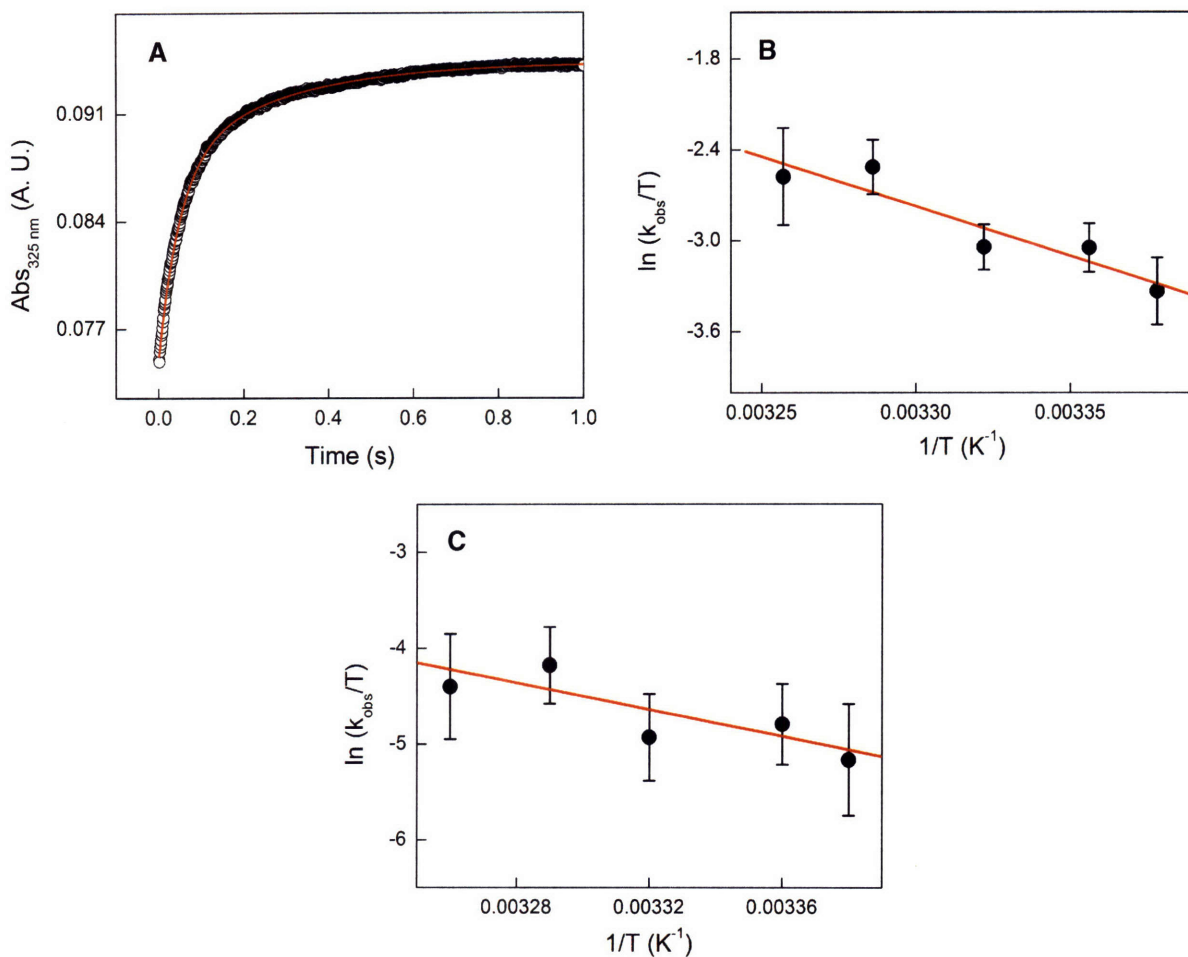 A
Abs325 nm (A. U.)
0.091
0.084
0.077
0.0 0.2 0.4 0.6 0.8 1.0
Time (s)
B
ln (kobs/T)
-1.8
-2.4
-3.0
-3.6
0.00325 0.00330 0.00335
1/T (K-1)
C
ln (kobs/T)
-3
-4
-5
-6
0.00328 0.00332 0.00336
1/T (K-1)